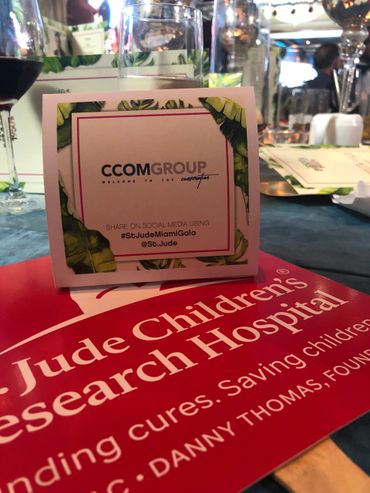 CCOMGROUP
WELCOME TO THE conversation
SHARE ON SOCIAL MEDIA USING
#StJudeMiamiGala
@St.Jude
Jude Children's
esearch Hospital
nding cures. Saving children
AC • DANNY THOMAS, FOUN